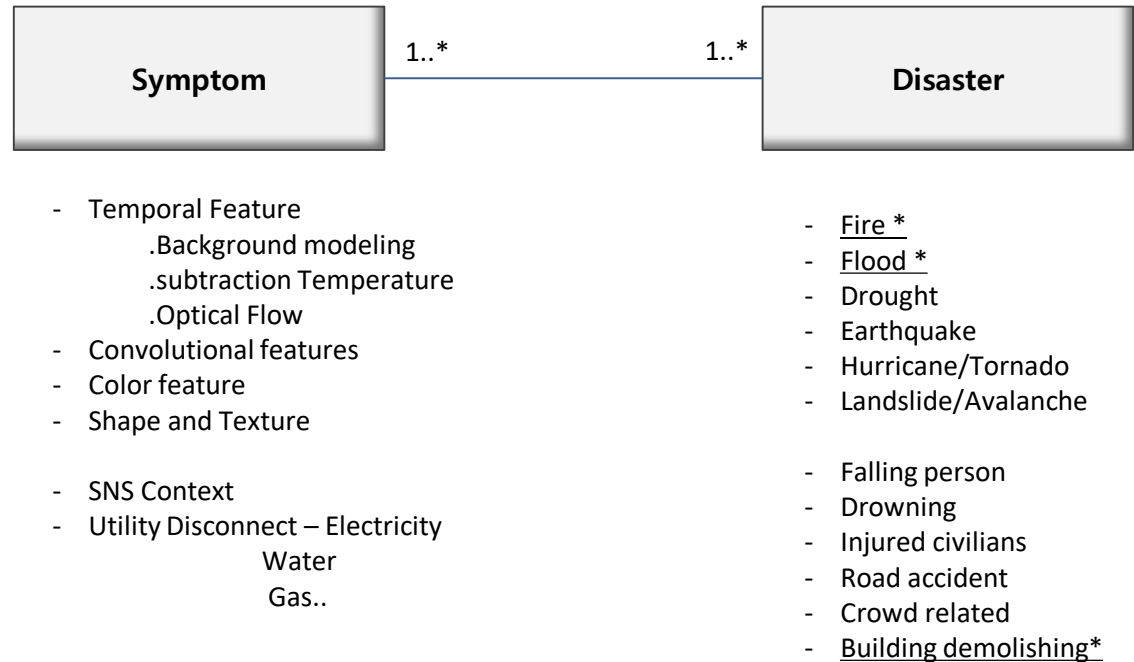 Symptom
1..*
1..*
Disaster
- Temporal Feature
.Background modeling
.subtraction Temperature
.Optical Flow
- Convolutional features
- Color feature
- Shape and Texture
- SNS Context
- Utility Disconnect – Electricity
Water
Gas..
- Fire *
- Flood *
- Drought
- Earthquake
- Hurricane/Tornado
- Landslide/Avalanche
- Falling person
- Drowning
- Injured civilians
- Road accident
- Crowd related
- Building demolishing*